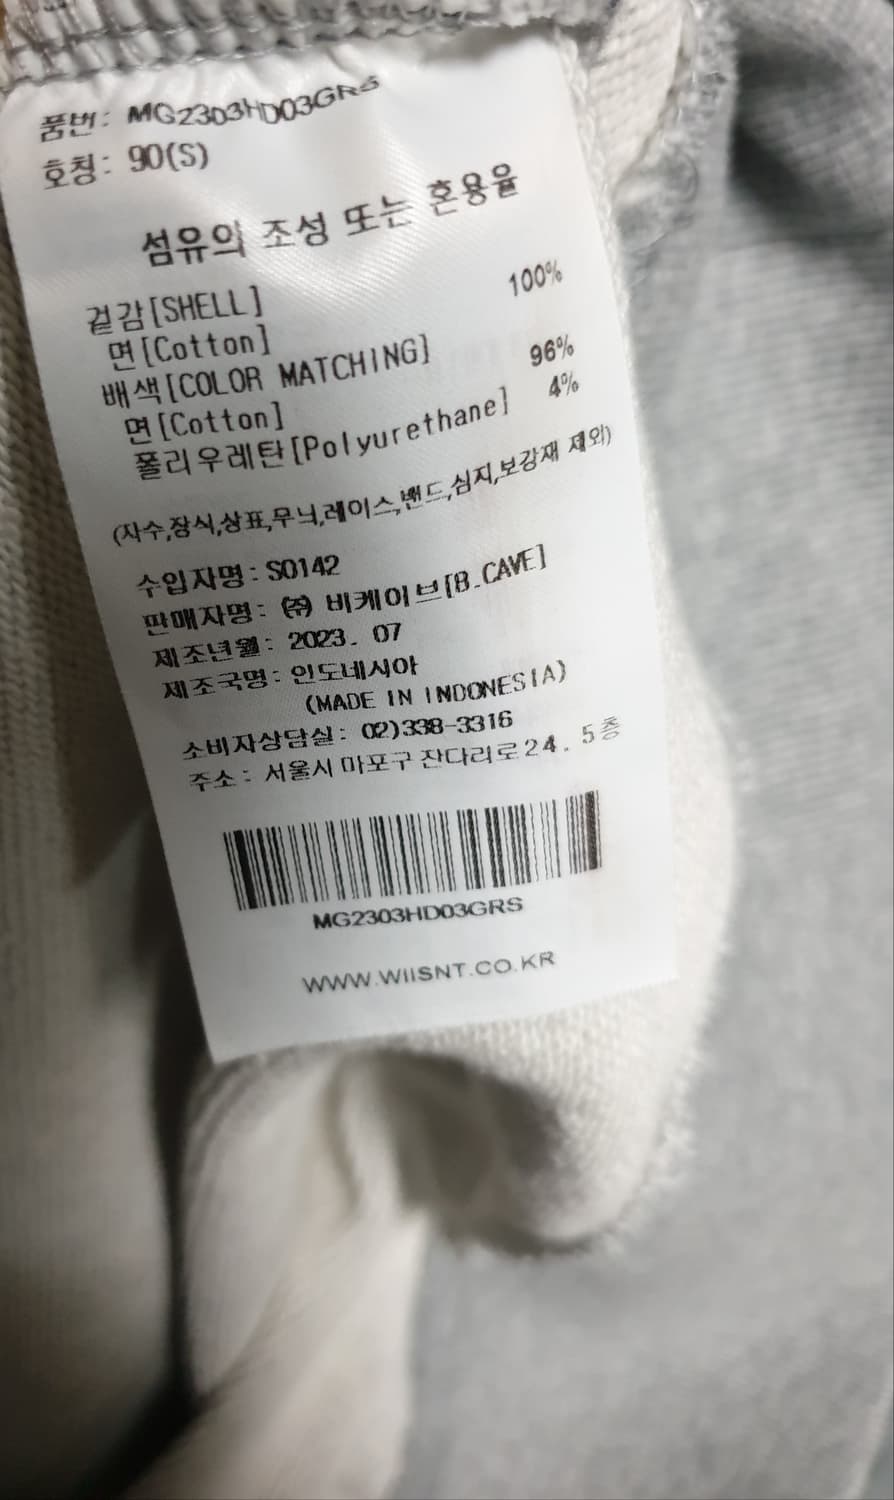 품번: MG2303HD03GRS
호칭: 90(S)
섬유의 조성 또는 혼용율
겉감[SHELL]
면[Cotton] 100%
배색[COLOR MATCHING]
면[Cotton] 96%
폴리우레탄[Polyurethane] 4%
(자수,장식,상표,무늬,레이스,밴드,심지,보강재 제외)
수입자명: S0142
판매자명: ㈜ 비케이브[B.CAVE]
제조년월: 2023. 07
제조국명: 인도네시아
(MADE IN INDONESIA)
소비자상담실: 02)338-3316
주소: 서울시 마포구 잔다리로24. 5층
MG2303HD03GRS
WWW.WIISNT.CO.KR